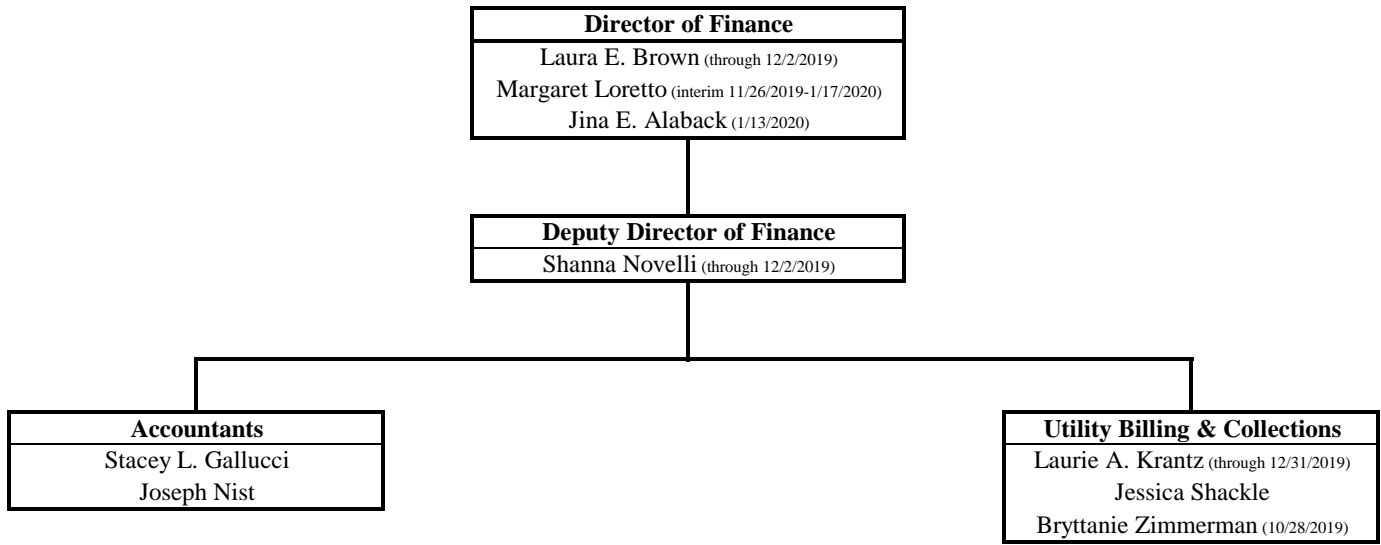 Director of Finance
Laura E. Brown (through 12/2/2019)
Margaret Loretto (interim 11/26/2019-1/17/2020)
Jina E. Alaback (1/13/2020)
Deputy Director of Finance
Shanna Novelli (through 12/2/2019)
Accountants
Stacey L. Gallucci
Joseph Nist
Utility Billing & Collections
Laurie A. Krantz (through 12/31/2019)
Jessica Shackle
Bryttanie Zimmerman (10/28/2019)